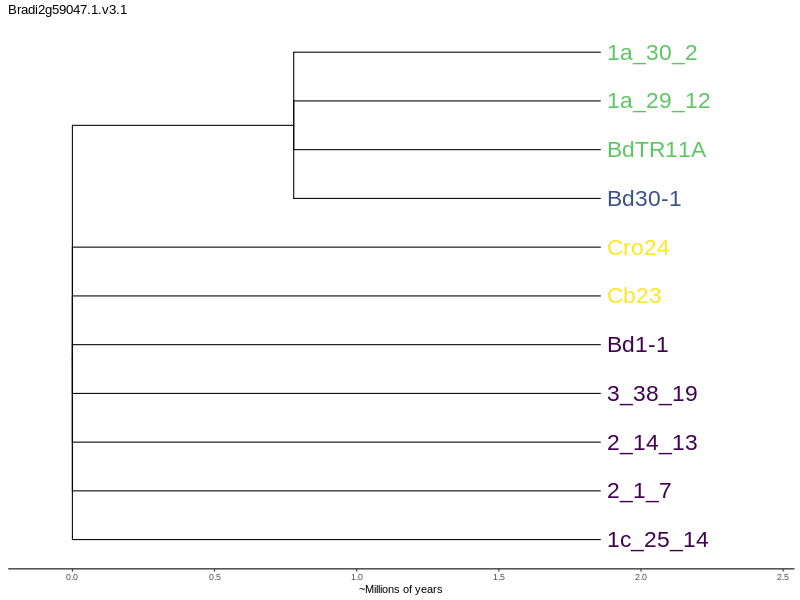 Bradi2g59047.1.v3.1
1a_30_2
1a_29_12
BdTR11A
Bd30-1
Cro24
Cb23
Bd1-1
3_38_19
2_14_13
2_1_7
1c_25_14
0.0 0.5 1.0 1.5 2.0 2.5
~Millions of years